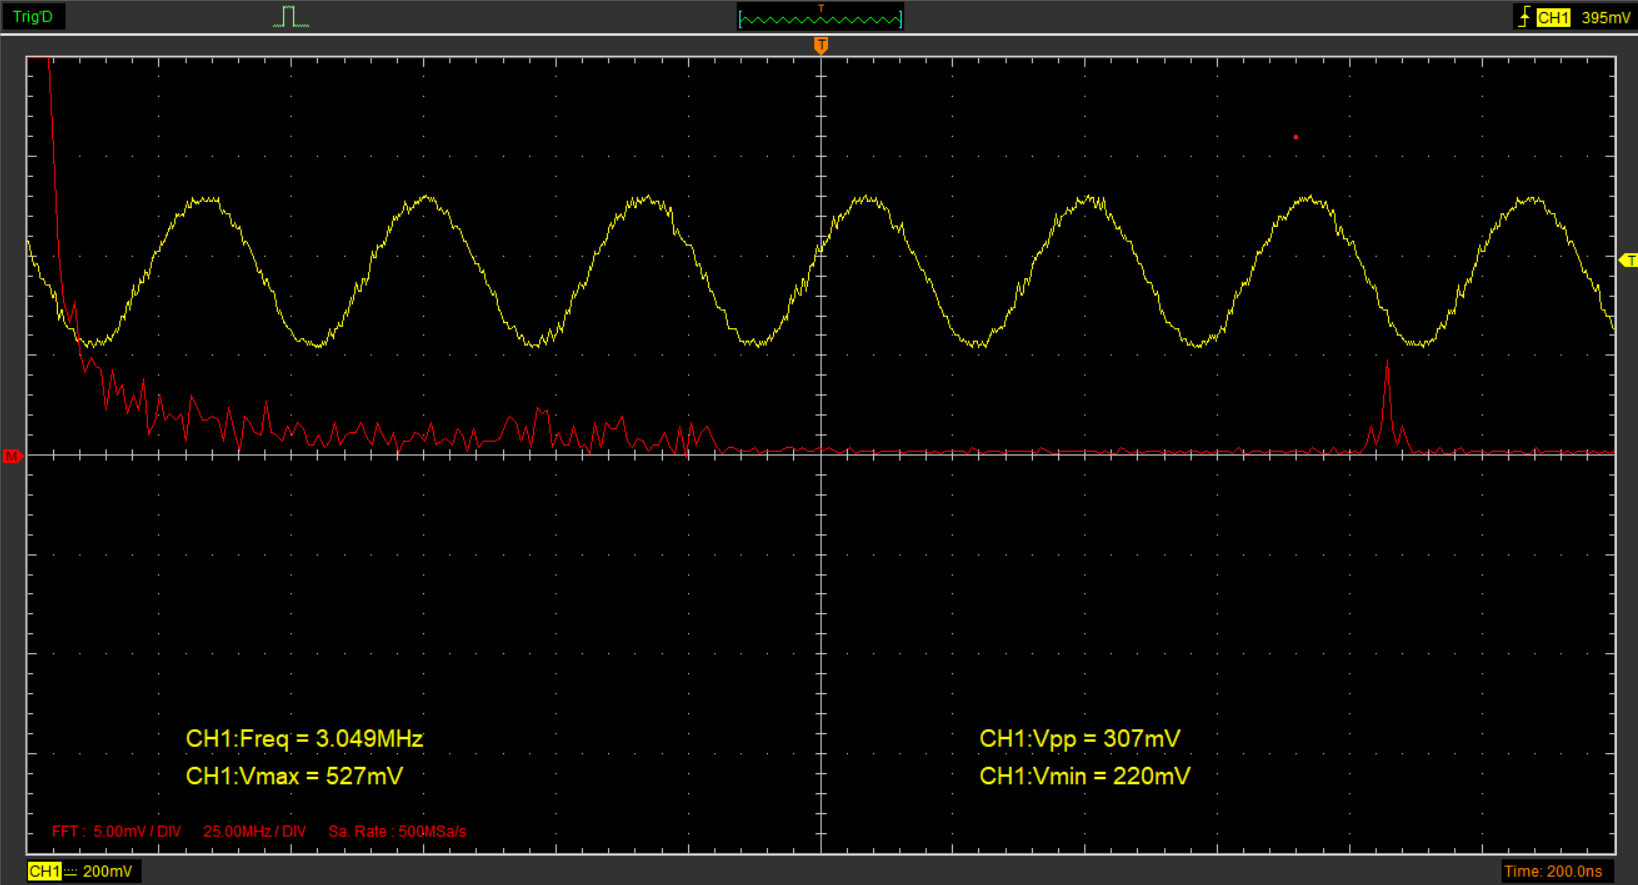 Trig'D
T
CH1 395mV
T
T
M
CH1:Freq = 3.049MHz
CH1:Vpp = 307mV
CH1:Vmax = 527mV
CH1:Vmin = 220mV
FFT : 5.00mV / DIV 25.00MHz / DIV Sa. Rate : 500MSa/s
CH1 200mV
Time: 200.0ns